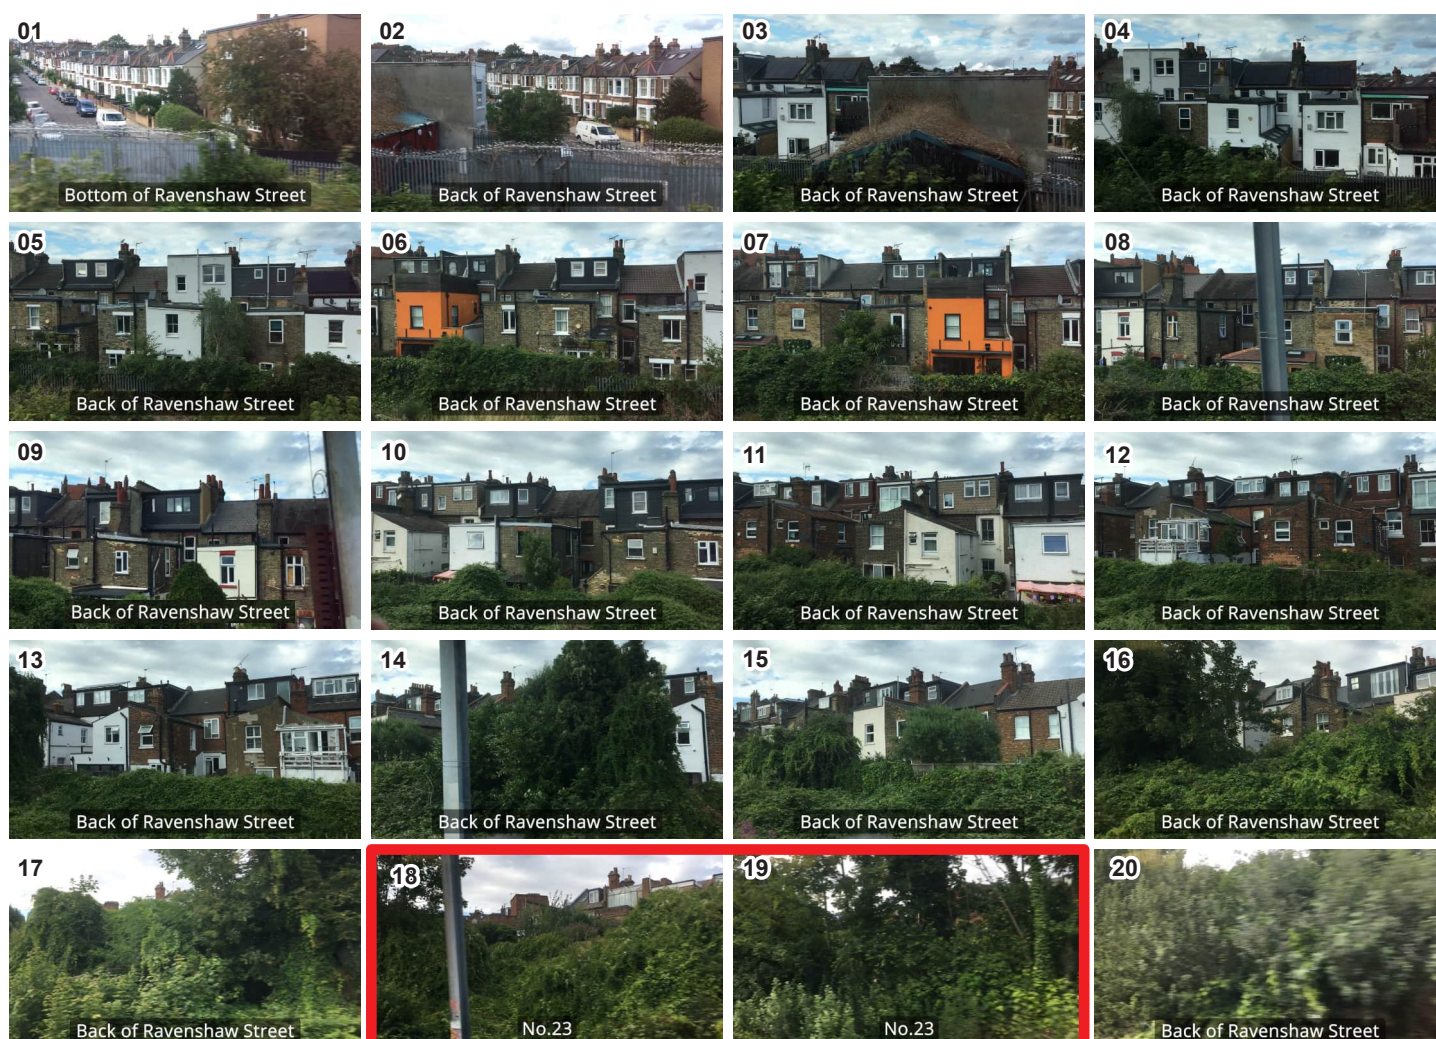 01
Bottom of Ravenshaw Street
02
Back of Ravenshaw Street
03
Back of Ravenshaw Street
04
Back of Ravenshaw Street
05
Back of Ravenshaw Street
06
Back of Ravenshaw Street
07
Back of Ravenshaw Street
08
Back of Ravenshaw Street
09
Back of Ravenshaw Street
10
Back of Ravenshaw Street
11
Back of Ravenshaw Street
12
Back of Ravenshaw Street
13
Back of Ravenshaw Street
14
Back of Ravenshaw Street
15
Back of Ravenshaw Street
16
Back of Ravenshaw Street
17
Back of Ravenshaw Street
18
No.23
19
No.23
20
Back of Ravenshaw Street